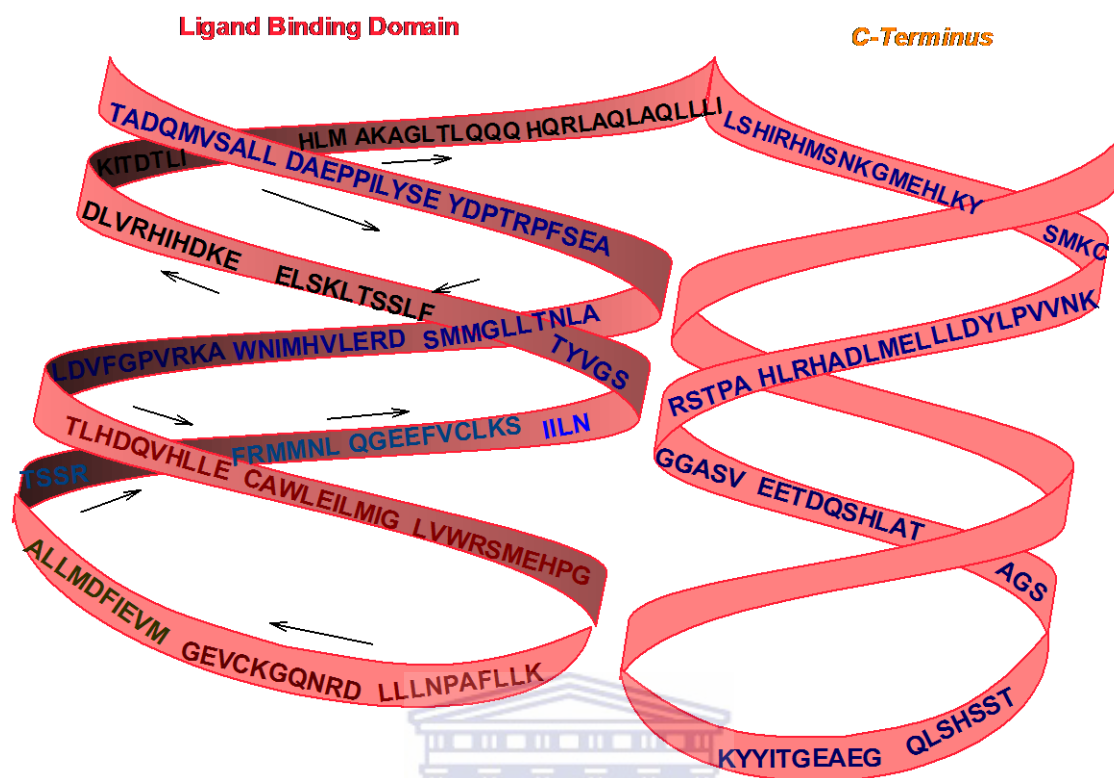 Ligand Binding Domain
C-Terminus
TADQMVSALL DAEPPILYSE YDPTRPFSEA
SMMGLLTNLA
WNIMHVLERD
LDVFGPVRKA
TLHDQVHLLE CAWLEILMIG LVWRSMEHPG
LLLNPAFLLK
GEVCKGQNRD
ALLMDFIEVM
TSSR
FRMMNL QGEEFVCLKS IILN
TYVGS
ELSKLTSSLF
DLVRHIHDKE
KITDTLI
HLM AKAGLTLQQQ HQRLAQLAQLLLI
LSHIRHMSNKGMEHLKY
SMKC
RSTPA HLRHADLMELLLLDYLPVVNK
GGASV EETDQSHLAT
AGS
QLSHSST
KYYITGEAEG